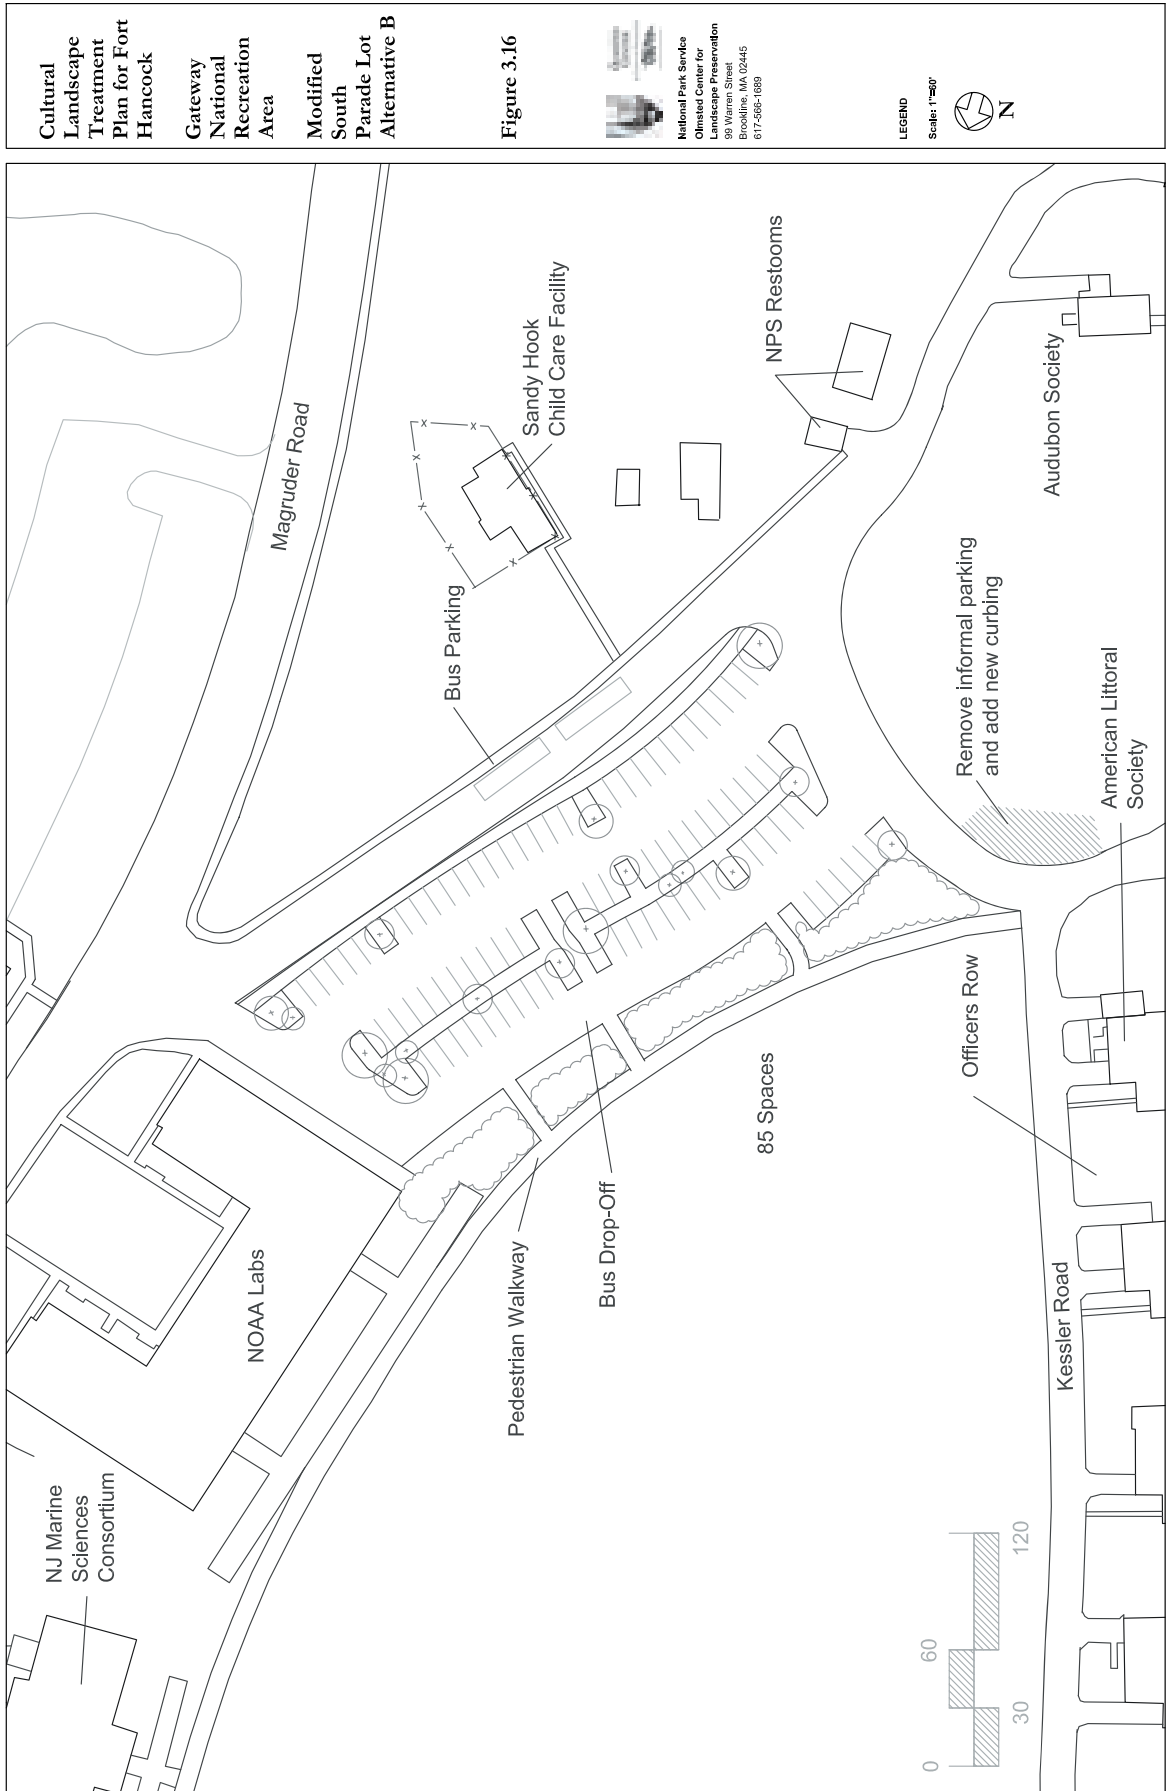 Cultural
Landscape
Treatment
Plan for Fort
Hancock
Gateway
National
Recreation
Area
Modified
South
Parade Lot
Alternative B
Figure 3.16
National Park Service
Olmsted Center for
Landscape Preservation
99 Warren Street
Brookline, MA 02445
617-566-1689
LEGEND
Scale: 1"=60'
N
Magruder Road
Sandy Hook
Child Care Facility
NPS Restooms
Audubon Society
Bus Parking
Remove informal parking
and add new curbing
American Littoral
Society
Officers Row
85 Spaces
Bus Drop-Off
Pedestrian Walkway
NOAA Labs
Kessler Road
NJ Marine
Sciences
Consortium
0
30
60
120